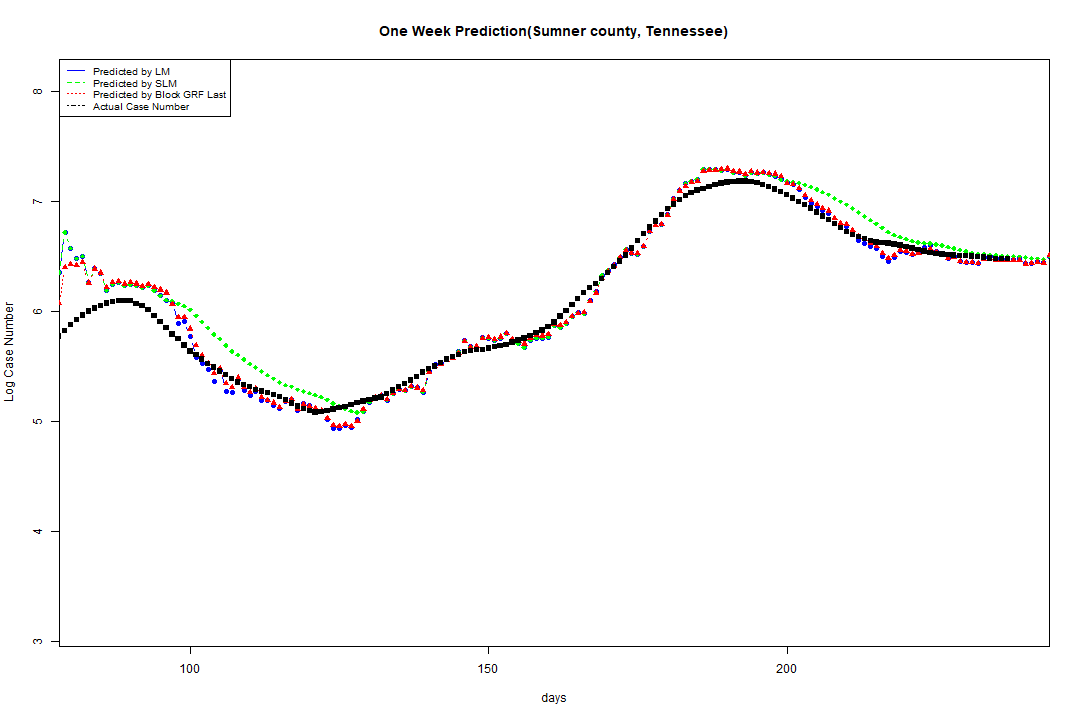 One Week Prediction(Sumner county, Tennessee)
Predicted by LM
Predicted by SLM
Predicted by Block GRF Last
Actual Case Number
8
7
6
5
4
3
Log Case Number
100 150 200
days